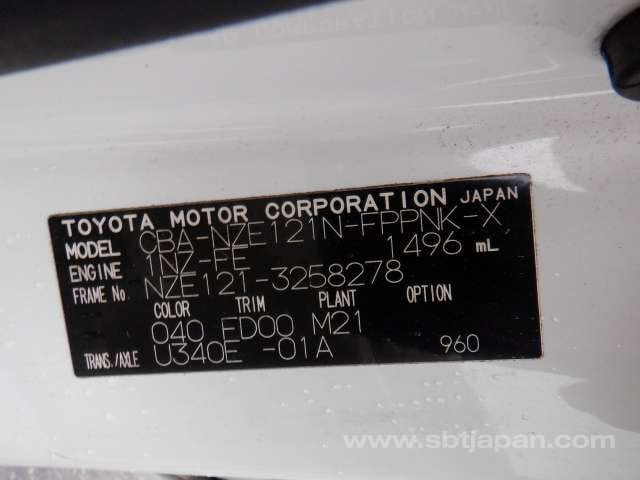 TOYOTA MOTOR CORPORATION JAPAN
MODEL CBA-NZE121N-FPPNK-X
ENGINE 1NZ-FE 1496 mL
FRAME No. NZE121-3258278
COLOR TRIM PLANT OPTION
040 FD00 M21
TRANS./AXLE U340E -01A 960
www.sbtjapan.com